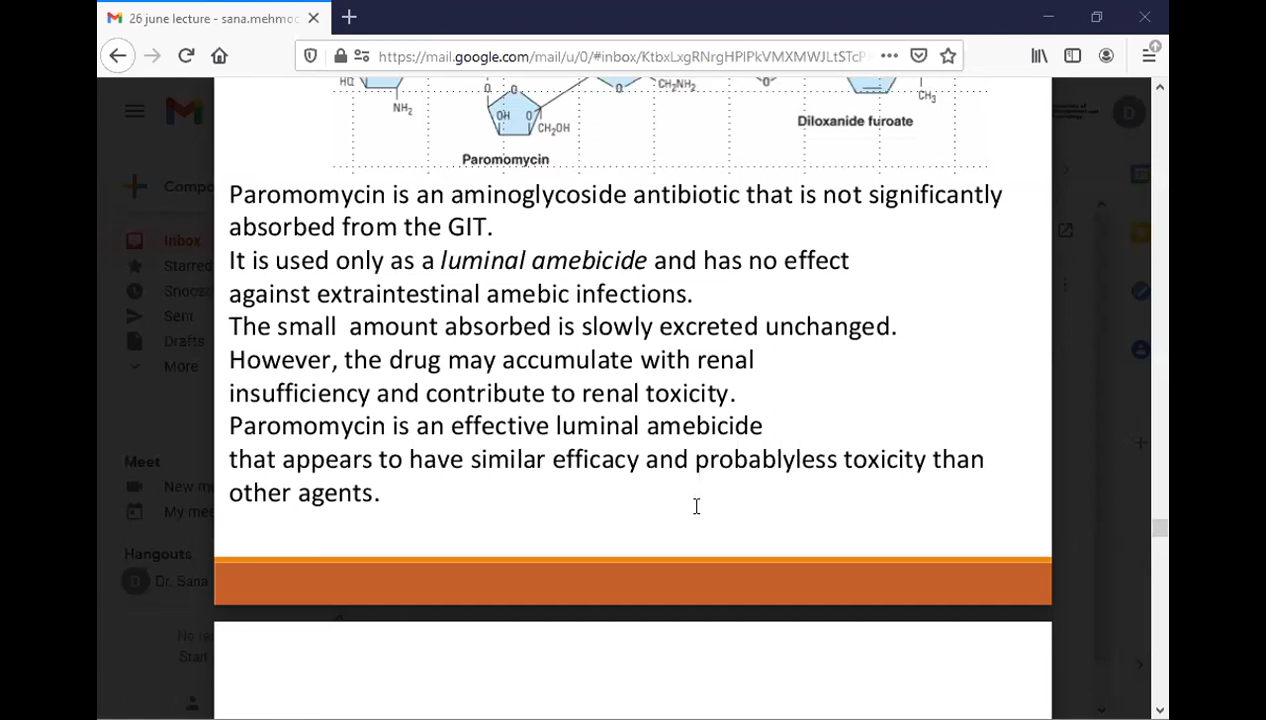 26 june lecture - sana.mehmoo
https://mail.google.com/mail/u/0/#inbox/
HO
NH₂
O
O
OH
O
CH₂OH
O
CH₂NH₂
O
CH₃
Paromomycin
Diloxanide furoate
Paromomycin is an aminoglycoside antibiotic that is not significantly
absorbed from the GIT.
It is used only as a luminal amebicide and has no effect
against extraintestinal amebic infections.
The small amount absorbed is slowly excreted unchanged.
However, the drug may accumulate with renal
insufficiency and contribute to renal toxicity.
Paromomycin is an effective luminal amebicide
that appears to have similar efficacy and probablyless toxicity than
other agents.
Compo
Inbox
Starred
Snooz
Sent
Drafts
More
Meet
New m
My mee
Hangouts
D Dr. Sana
No re
Start
D